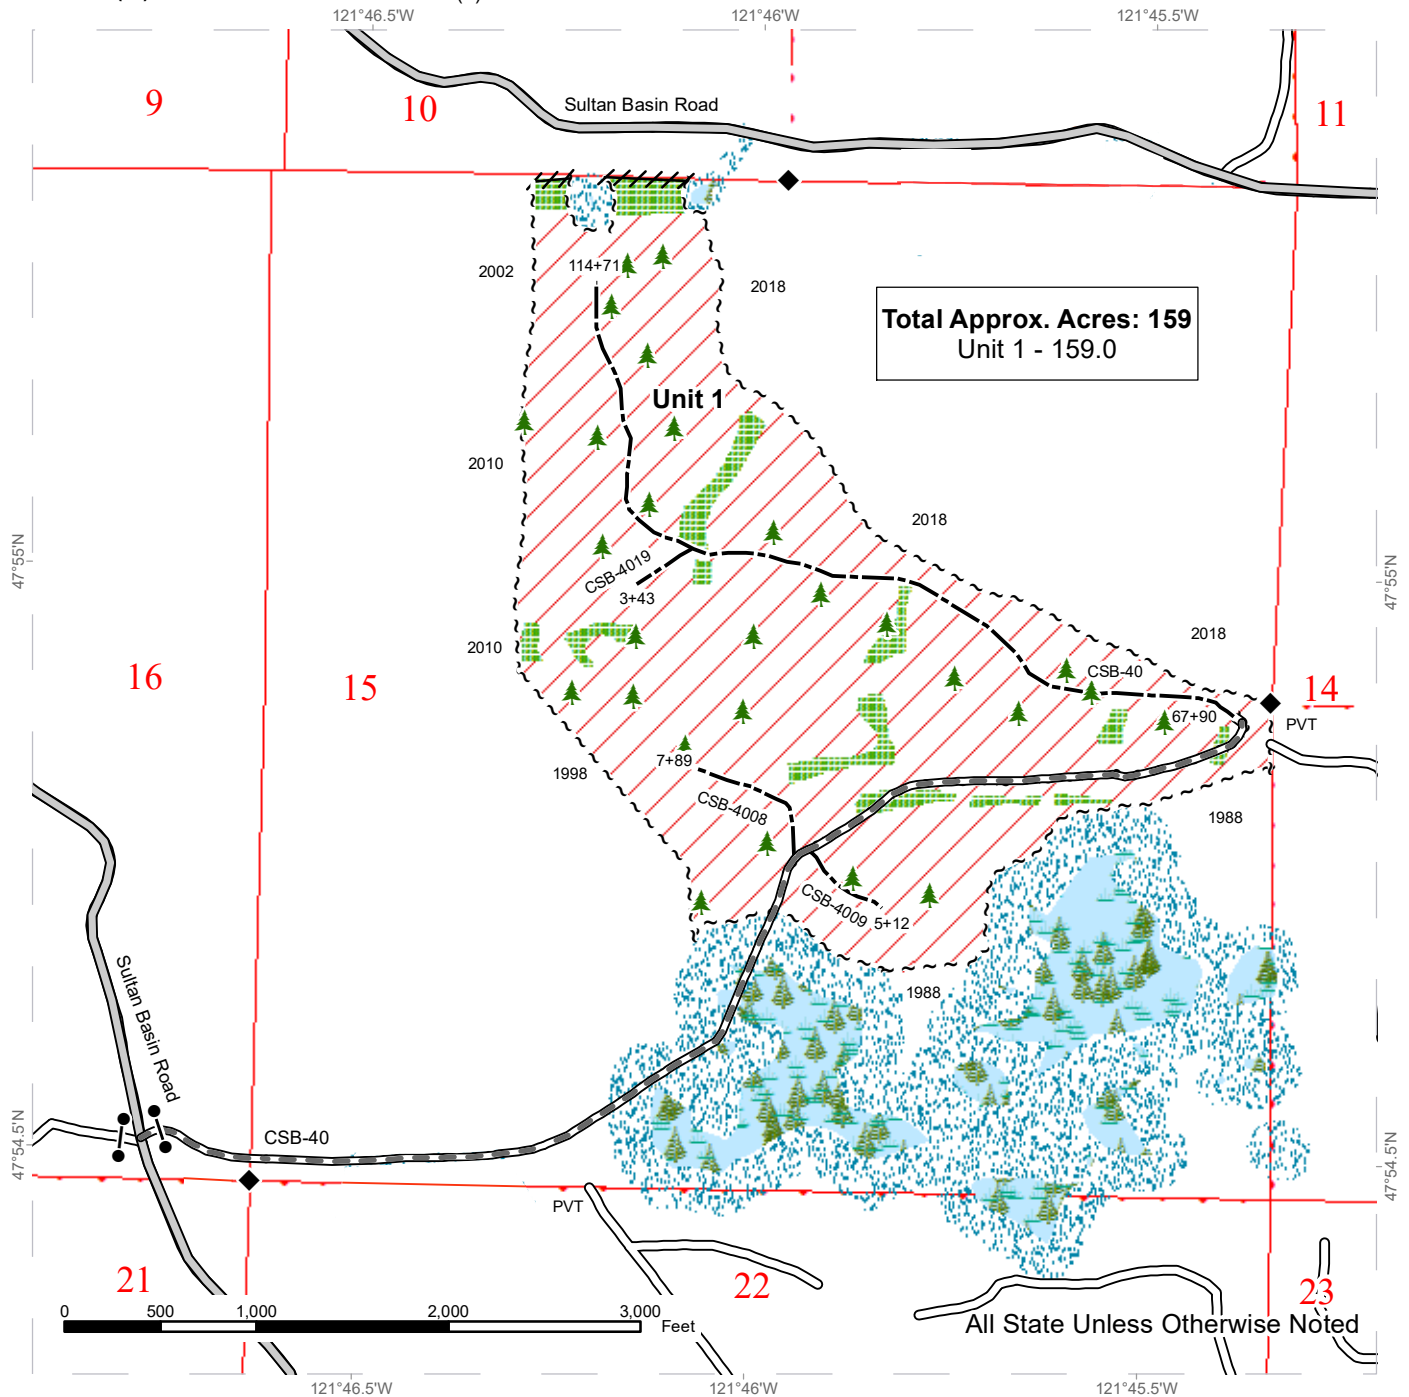 121°46.5'W
121°46'W
121°45.5'W
9
10
11
Sultan Basin Road
2002
114+71
2018
Total Approx. Acres: 159
Unit 1 - 159.0
Unit 1
2010
2018
47°55'N
47°55'N
CSB-4019
3+43
2010
2018
16
15
CSB-40
14
67+90
PVT
7+89
1998
CSB-4008
1988
CSB-4009
5+12
1988
Sultan Basin Road
47°54.5'N
47°54.5'N
CSB-40
PVT
21
22
23
0
500
1,000
2,000
3,000
Feet
All State Unless Otherwise Noted
121°46.5'W
121°46'W
121°45.5'W